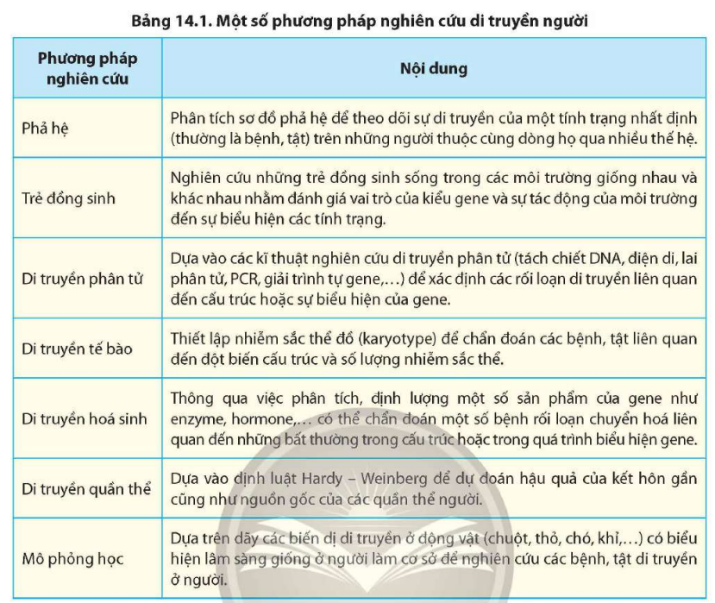 Bảng 14.1. Một số phương pháp nghiên cứu di truyền người
Phương pháp
nghiên cứu
Nội dung
Phả hệ
Phân tích sơ đồ phả hệ để theo dõi sự di truyền của một tính trạng nhất định
(thường là bệnh, tật) trên những người thuộc cùng dòng họ qua nhiều thế hệ.
Trẻ đồng sinh
Nghiên cứu những trẻ đồng sinh sống trong các môi trường giống nhau và
khác nhau nhằm đánh giá vai trò của kiểu gene và sự tác động của môi trường
đến sự biểu hiện các tính trạng.
Di truyền phân tử
Dựa vào các kĩ thuật nghiên cứu di truyền phân tử (tách chiết DNA, điện di, lai
phân tử, PCR, giải trình tự gene,...) để xác định các rối loạn di truyền liên quan
đến cấu trúc hoặc sự biểu hiện của gene.
Di truyền tế bào
Thiết lập nhiễm sắc thể đồ (karyotype) để chẩn đoán các bệnh, tật liên quan
đến đột biến cấu trúc và số lượng nhiễm sắc thể.
Di truyền hoá sinh
Thông qua việc phân tích, định lượng một số sản phẩm của gene như
enzyme, hormone,... có thể chẩn đoán một số bệnh rối loạn chuyển hoá liên
quan đến những bất thường trong cấu trúc hoặc trong quá trình biểu hiện gene.
Di truyền quần thể
Dựa vào định luật Hardy – Weinberg để dự đoán hậu quả của kết hôn gần
cũng như nguồn gốc của các quần thể người.
Mô phỏng học
Dựa trên dãy các biến dị di truyền ở động vật (chuột, thỏ, chó, khỉ,...) có biểu
hiện lâm sàng giống ở người làm cơ sở để nghiên cứu các bệnh, tật di truyền
ở người.